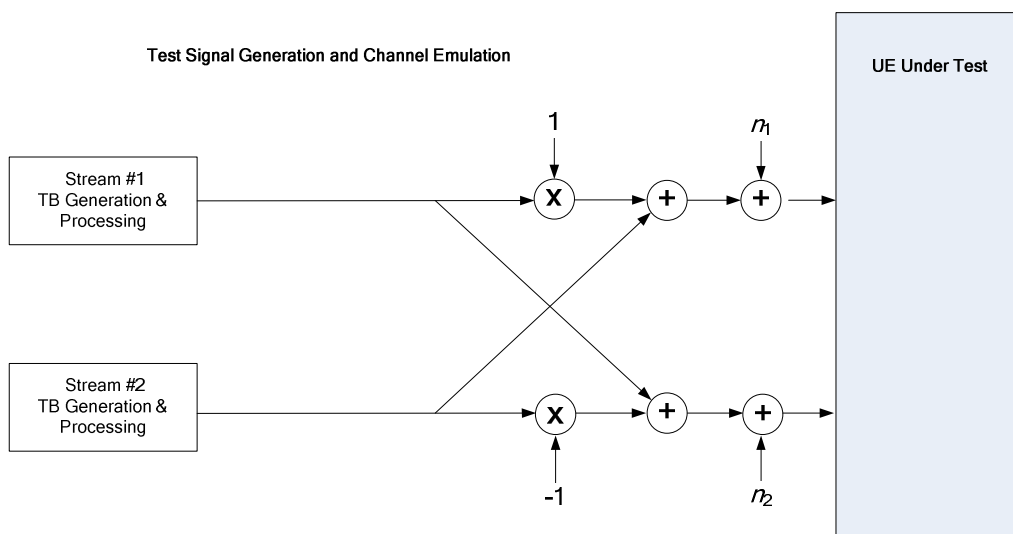 Test Signal Generation and Channel Emulation
UE Under Test
1
n1
Stream #1
TB Generation &
Processing
X
+
+
Stream #2
TB Generation &
Processing
X
+
+
-1
n2